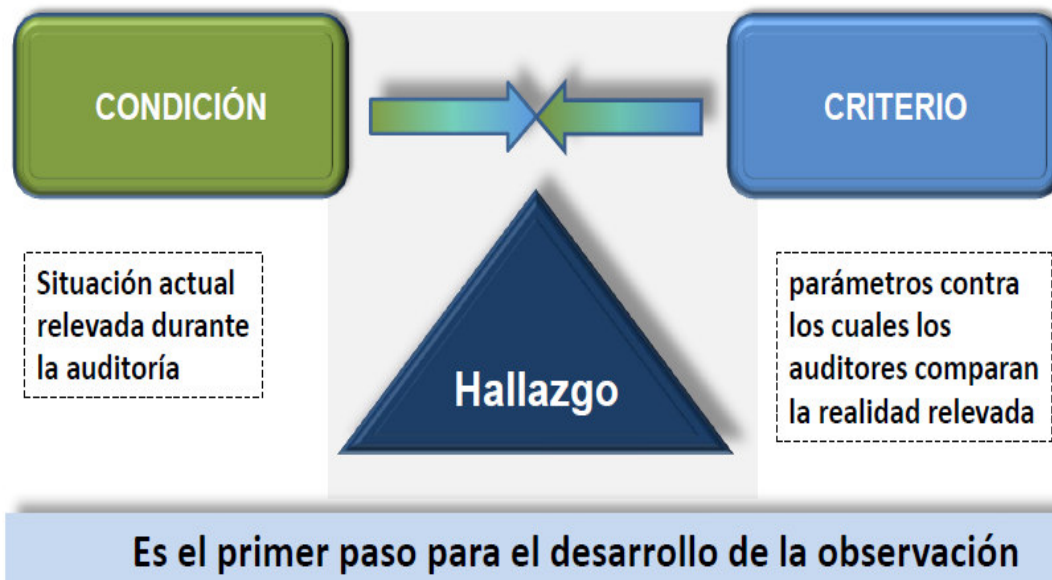 CONDICIÓN
CRITERIO
Situación actual
relevada durante
la auditoría
parámetros contra
los cuales los
auditores comparan
la realidad relevada
Hallazgo
Es el primer paso para el desarrollo de la observación